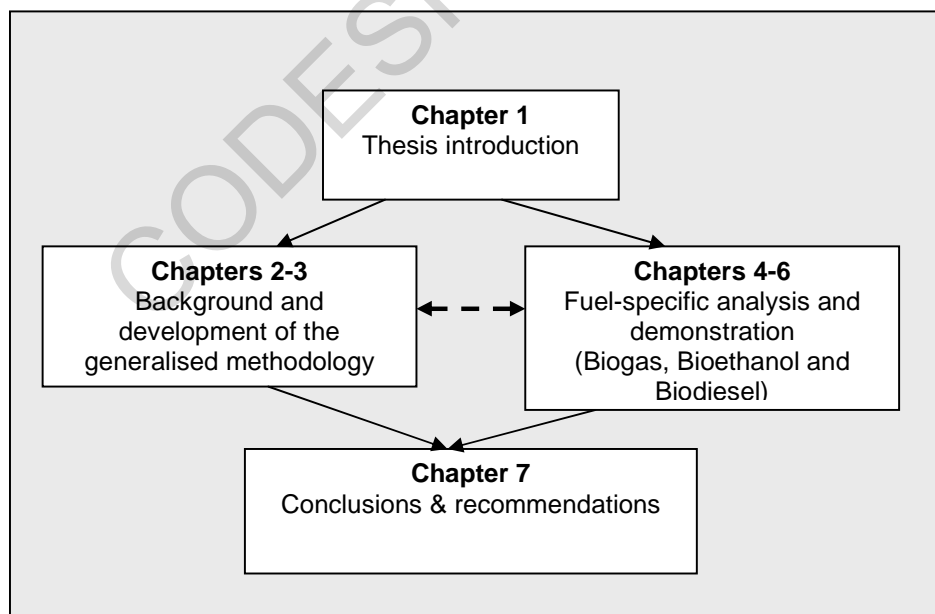 CODESI
Chapter 1
Thesis introduction
Chapters 2-3
Background and
development of the
generalised methodology
Chapters 4-6
Fuel-specific analysis and
demonstration
(Biogas, Bioethanol and
Biodiesel)
Chapter 7
Conclusions & recommendations